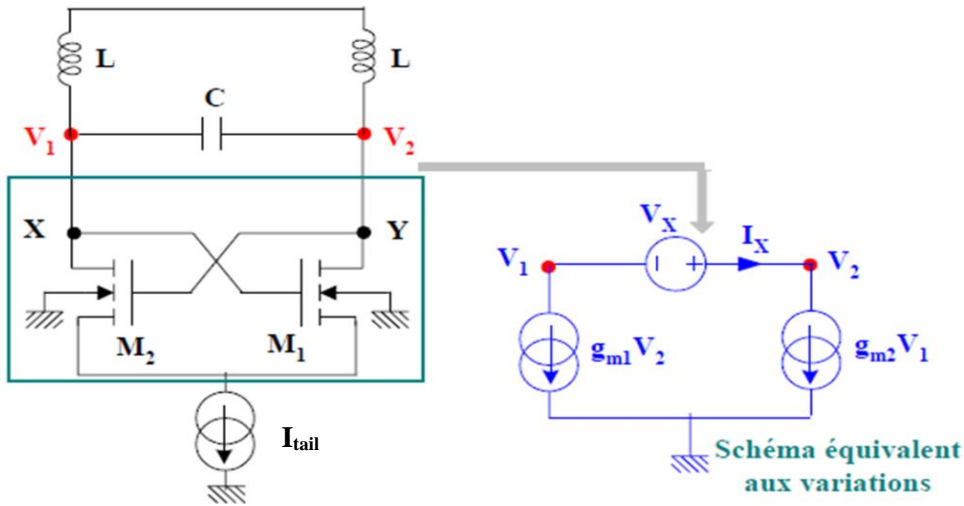 L
L
C
V1
V2
X
Y
M2
M1
Itail
VX
IX
V1
V2
gm1V2
gm2V1
Schéma équivalent
aux variations